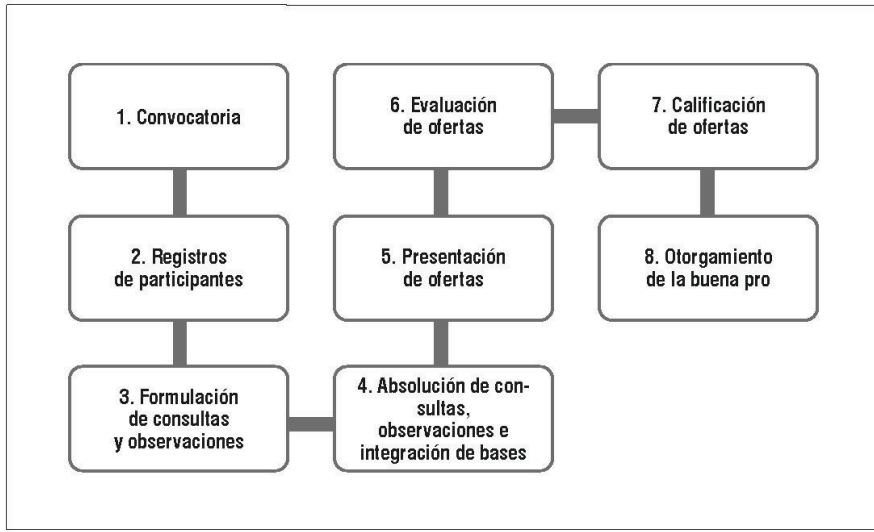 1. Convocatoria
2. Registros
de participantes
3. Formulación
de consultas
y observaciones
4. Absolución de con-
sultas,
observaciones e
integración de bases
5. Presentación
de ofertas
6. Evaluación
de ofertas
7. Calificación
de ofertas
8. Otorgamiento
de la buena pro